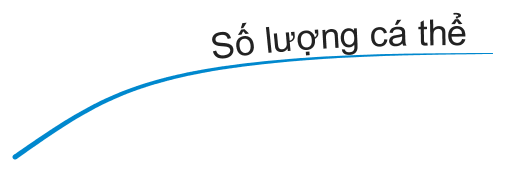 Số lượng cá thể